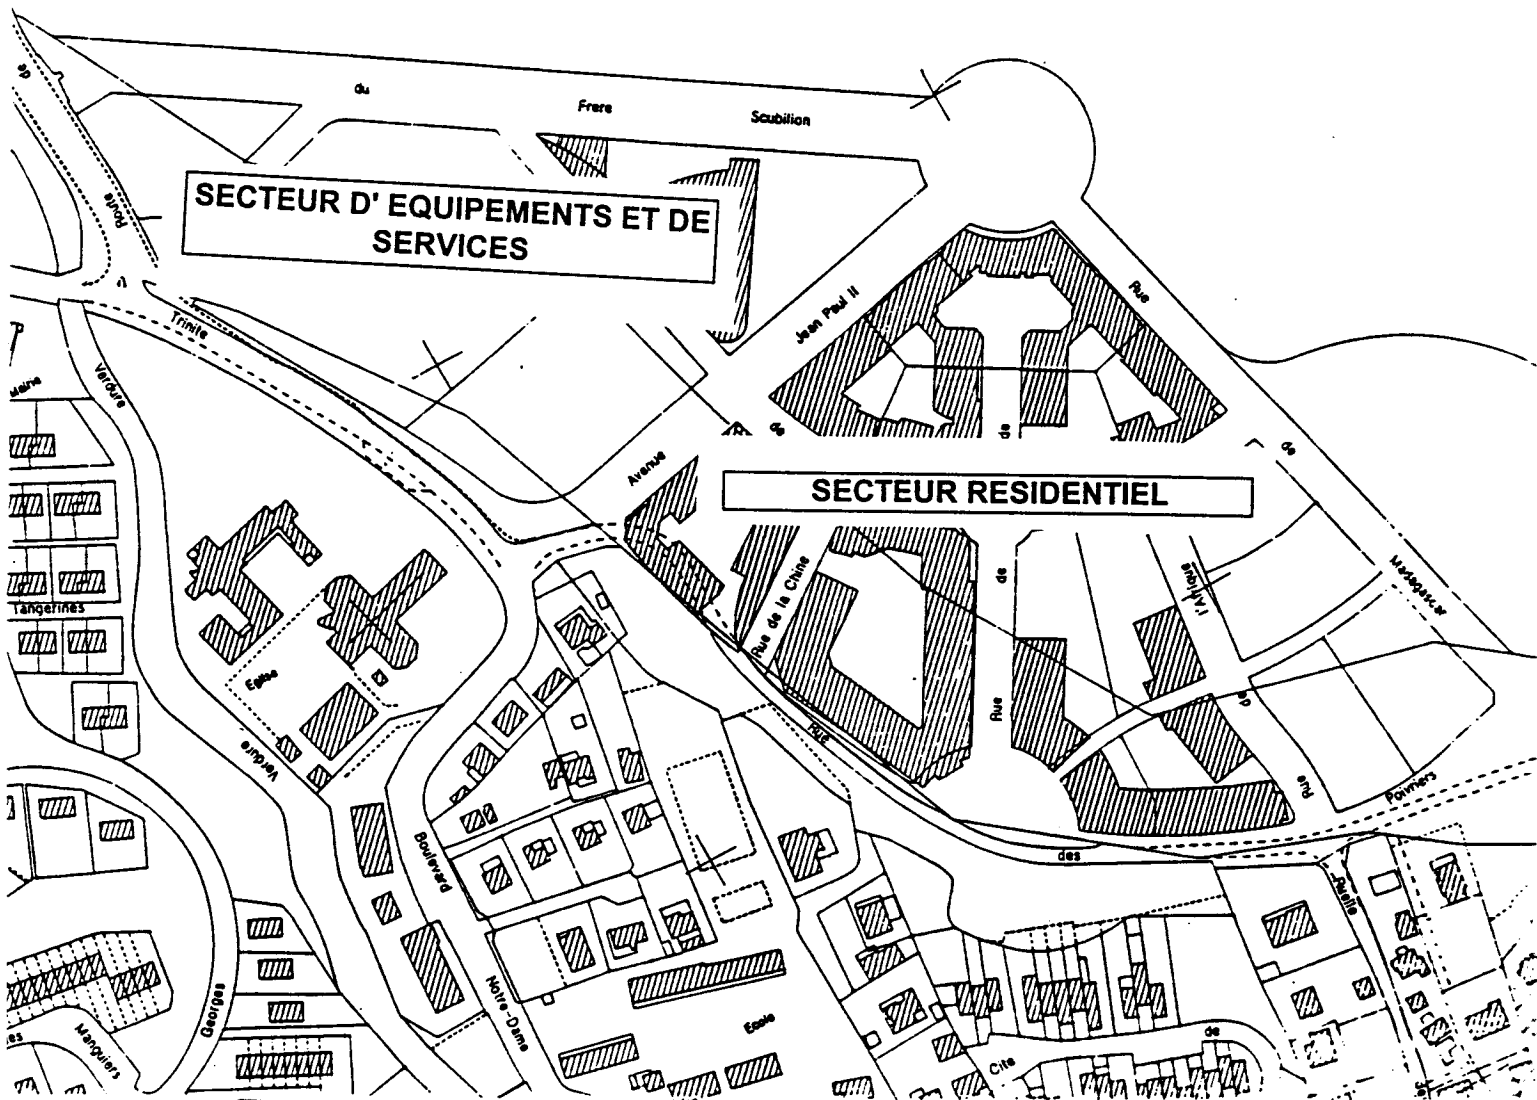 de
du
Frere
Scubilion
Route
SECTEUR D' EQUIPEMENTS ET DE
SERVICES
Trinite
Jean Paul II
Rue
Mairie
Verdure
de
de
de
Avenue
SECTEUR RESIDENTIEL
Rue de la Chine
de
l'Afrique
Madagascar
Tangerines
Eglise
Rue
de
Verdure
Rue
Rue
Poivriers
Boulevard
des
Ruelle
Georges
Notre-Dame
Manguiers
Ecole
Cite
de